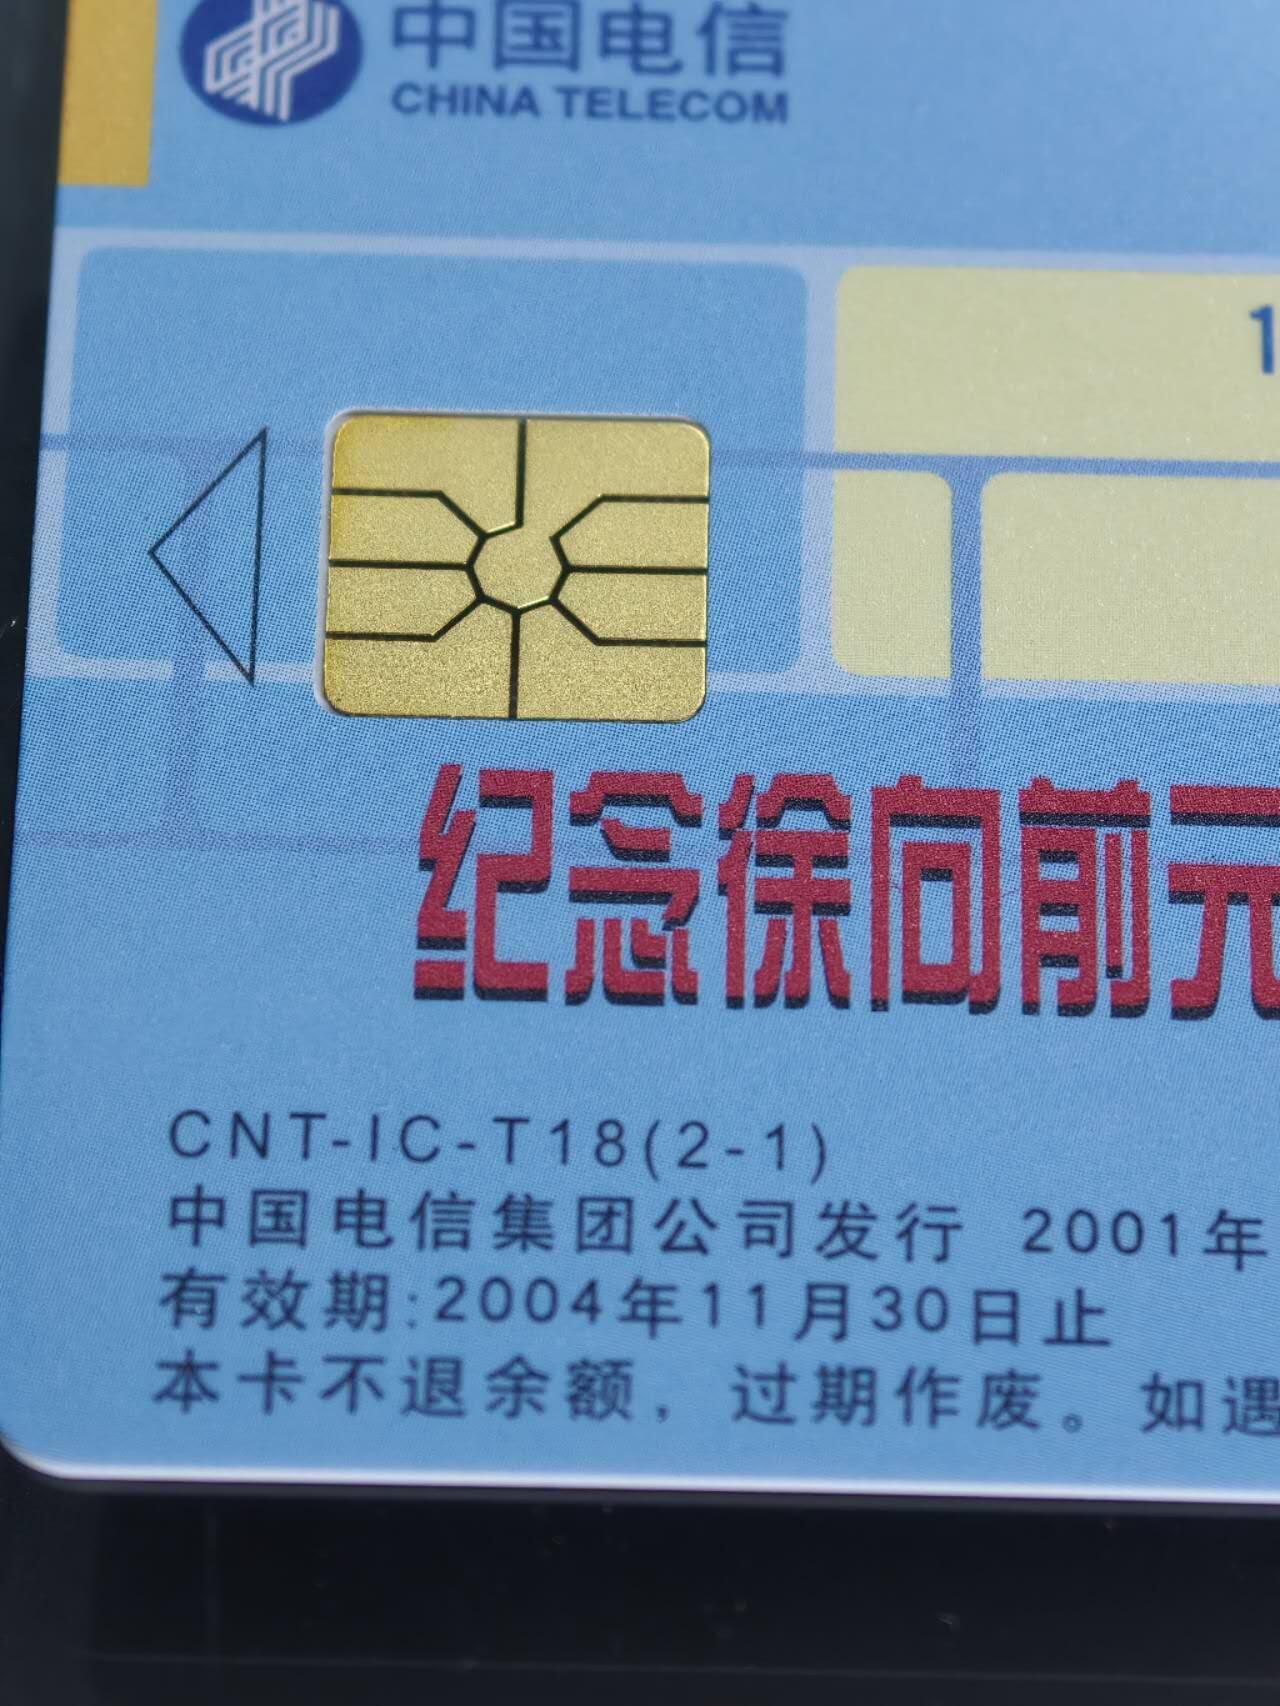 中国电信
CHINA TELECOM
1
纪念徐向前元
CNT-IC-T18(2-1)
中国电信集团公司发行 2001年
有效期:2004年11月30日止
本卡不退余额，过期作废。如遇